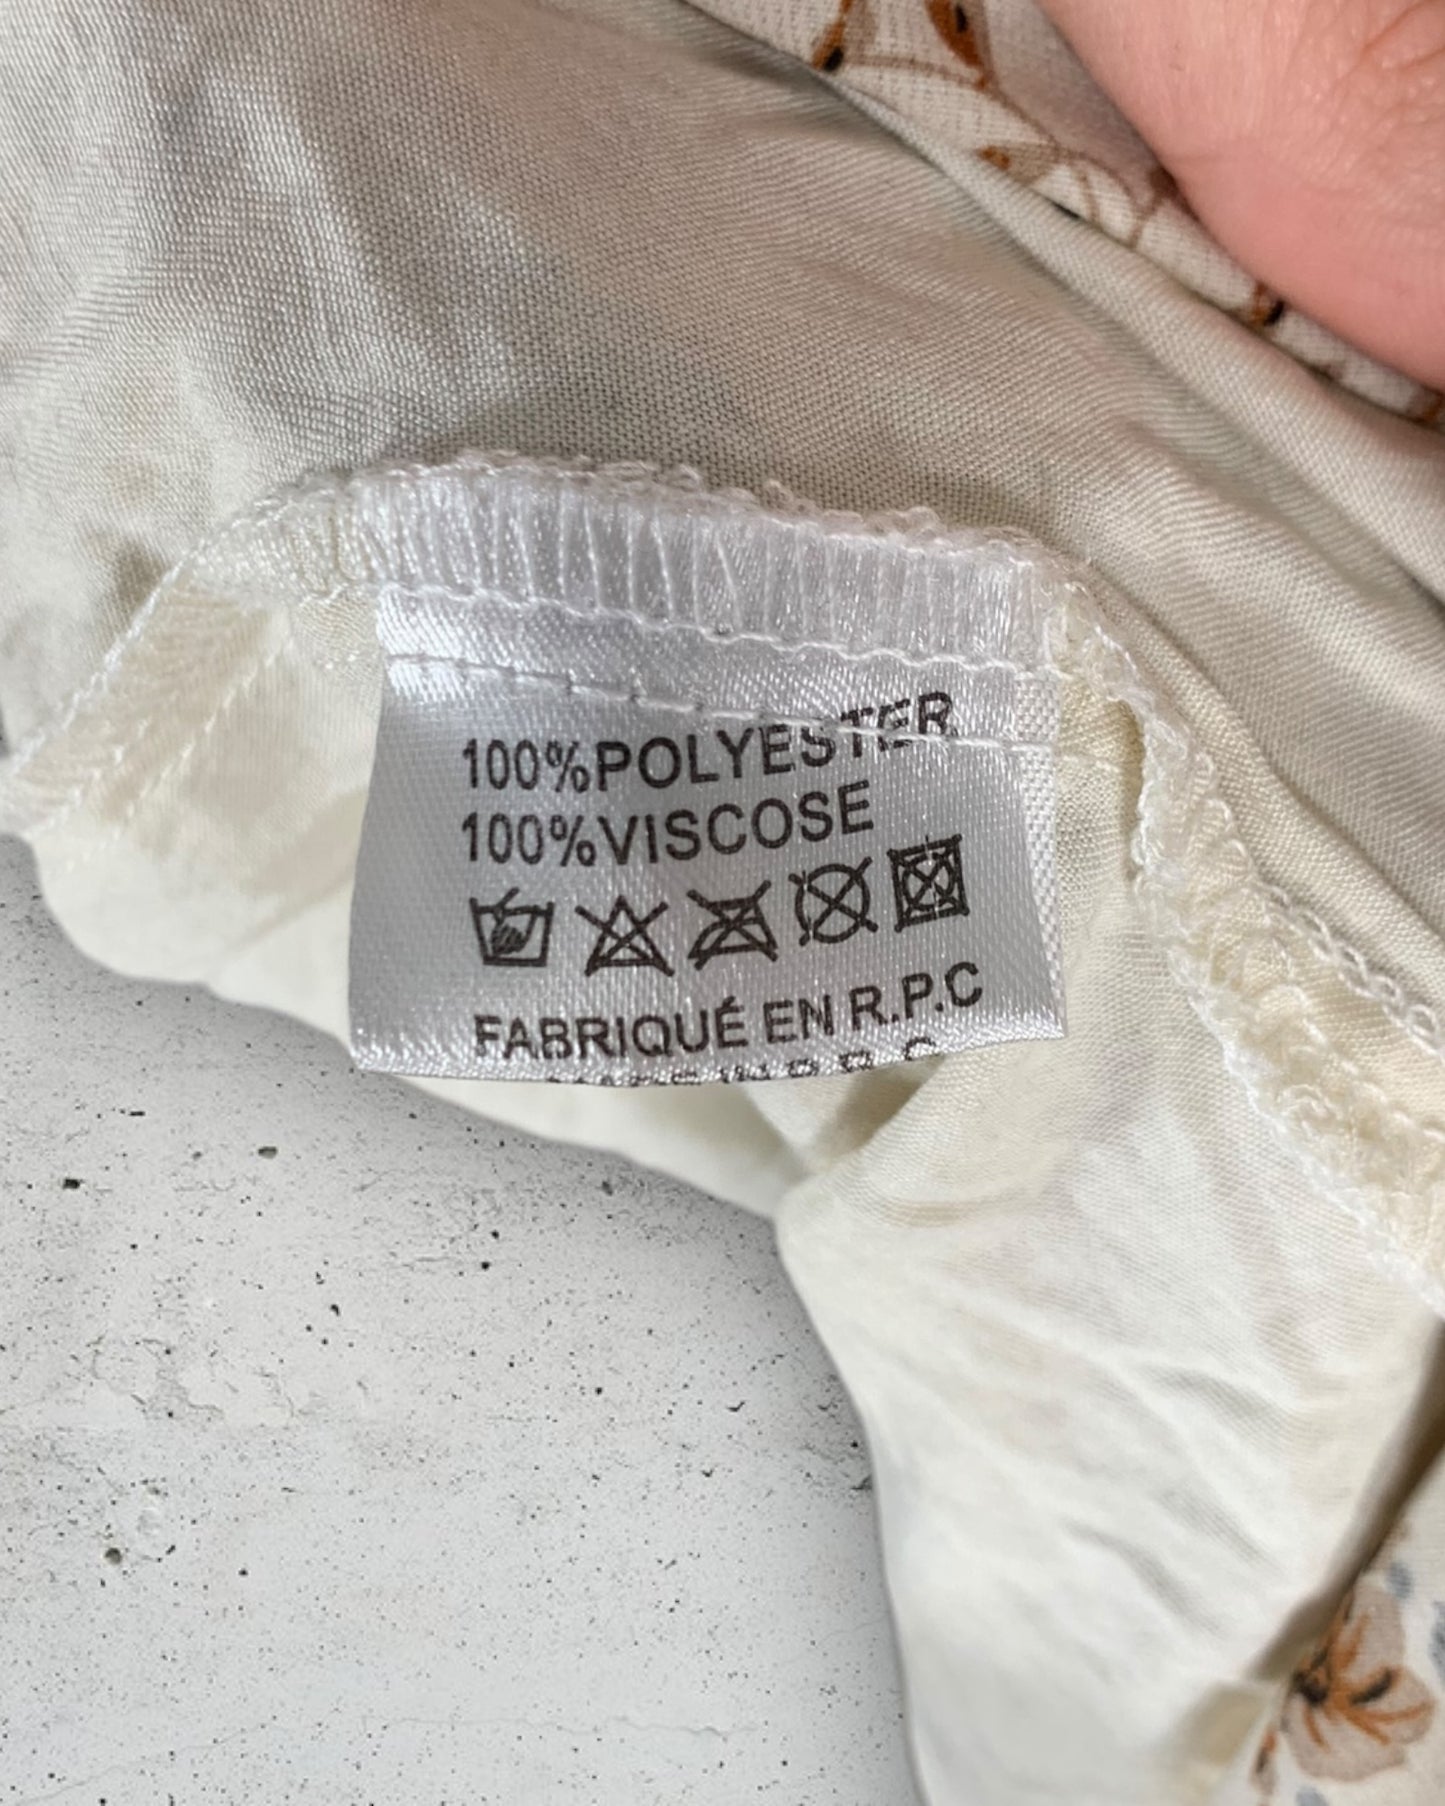 100%POLYESTER
100%VISCOSE
FABRIQUÉ EN R.P.C